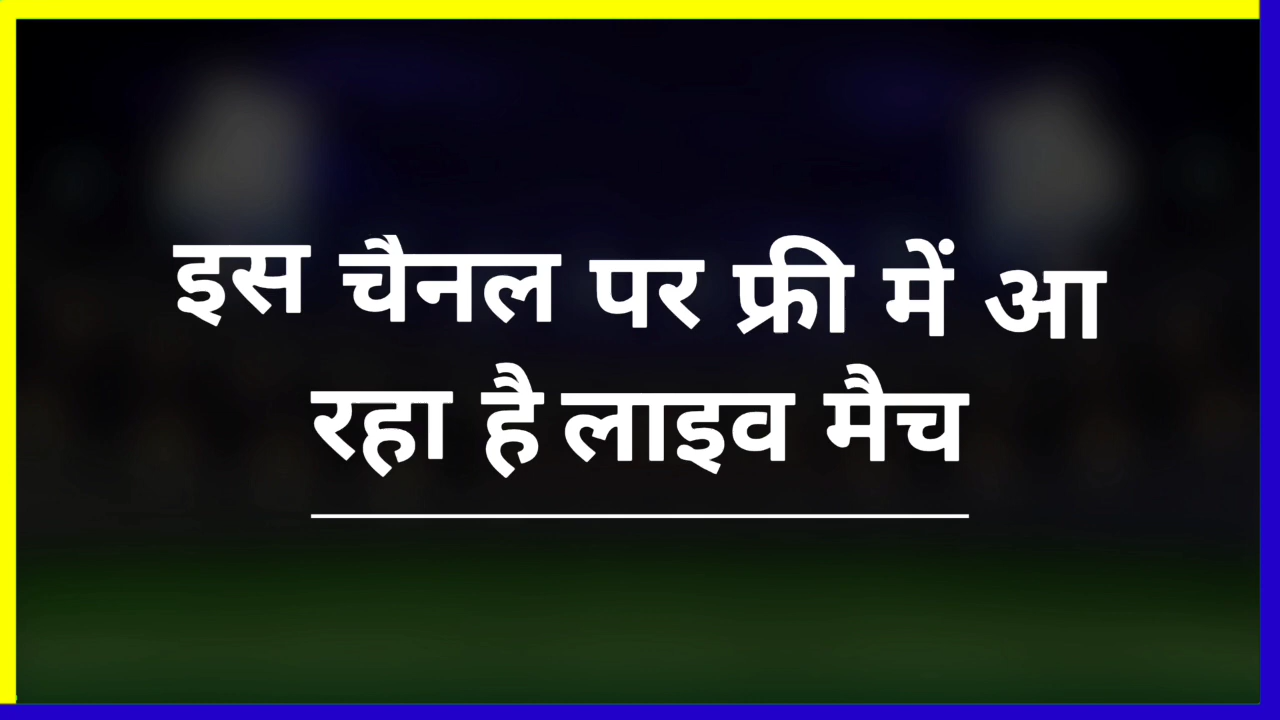 इस चैनल पर फ्री में आ
रहा है लाइव मैच